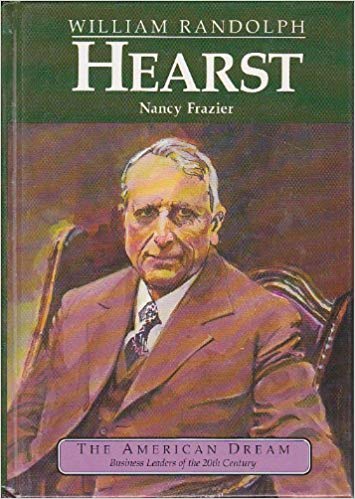 WILLIAM RANDOLPH
HEARST
Nancy Frazier
THE AMERICAN DREAM
Business Leaders of the 20th Century